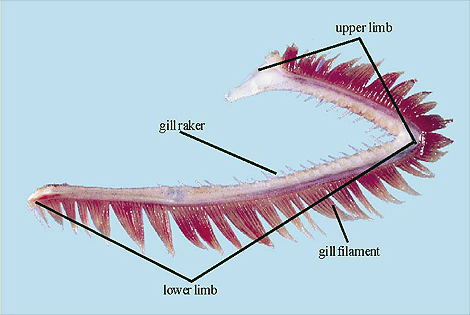 upper limb
gill raker
gill filament
lower limb